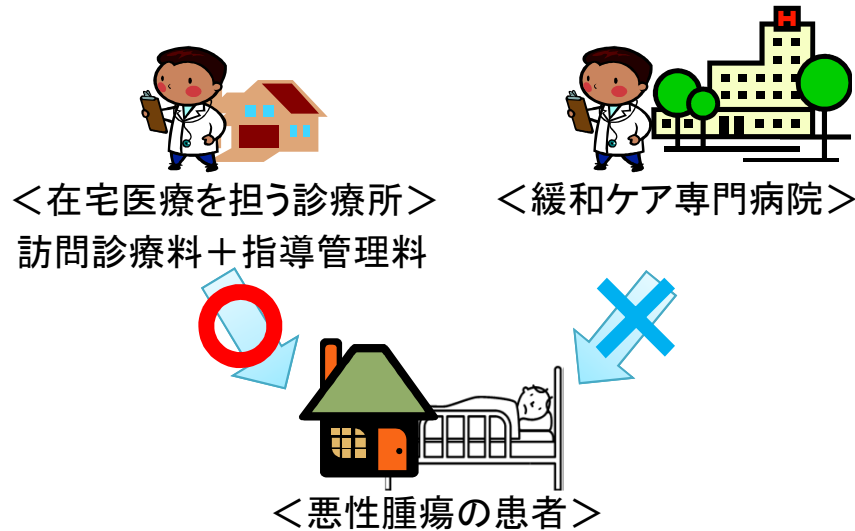 H
＜在宅医療を担う診療所＞
訪問診療料＋指導管理料
＜緩和ケア専門病院＞
＜悪性腫瘍の患者＞